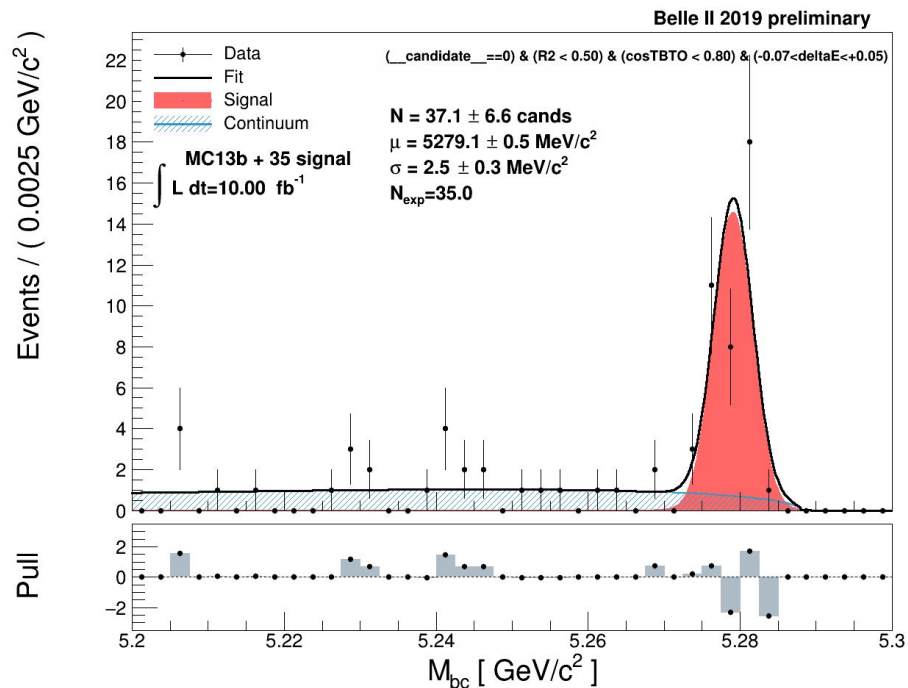 Belle II 2019 preliminary
Events / ( 0.0025 GeV/c² )
22
20
18
16
14
12
10
8
6
4
2
0
Data
Fit
Signal
Continuum
MC13b + 35 signal
∫ L dt=10.00 fb⁻¹
(__candidate__==0) & (R2 < 0.50) & (cosTBTO < 0.80) & (-0.07<deltaE<+0.05)
N = 37.1 ± 6.6 cands
μ = 5279.1 ± 0.5 MeV/c²
σ = 2.5 ± 0.3 MeV/c²
Nexp=35.0
Pull
2
0
−2
5.2 5.22 5.24 5.26 5.28 5.3
Mbc [ GeV/c² ]